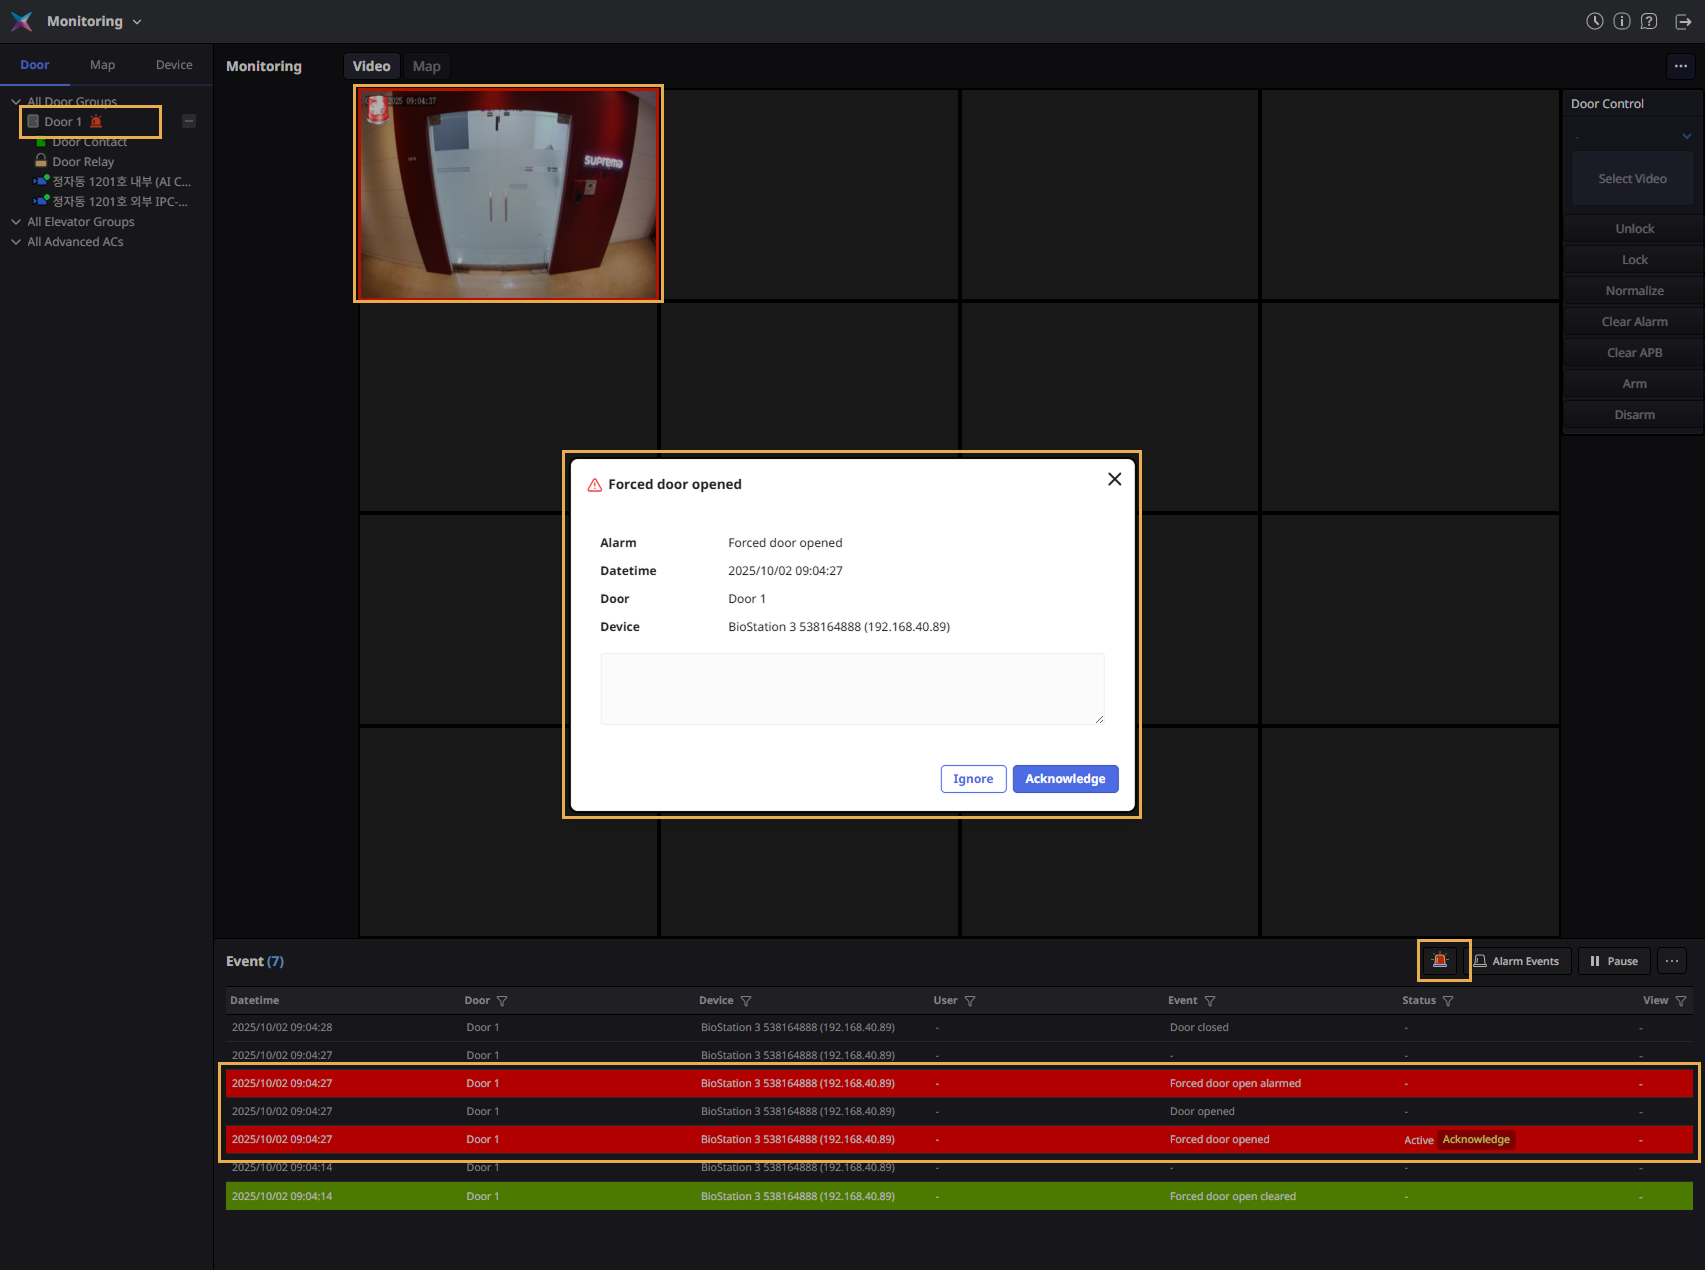 Monitoring
Door Map Device
All Door Groups
Door 1
Door Contact
Door Relay
정자동 1201호 내부 (AI C...
정자동 1201호 외부 IPC-...
All Elevator Groups
All Advanced ACs
Monitoring Video Map
2025 09:04:37
suprema
Door Control
-
Select Video
Unlock
Lock
Normalize
Clear Alarm
Clear APB
Arm
Disarm
Forced door opened
Alarm Forced door opened
Datetime 2025/10/02 09:04:27
Door Door 1
Device BioStation 3 538164888 (192.168.40.89)
Ignore Acknowledge
Event (7) Alarm Events Pause
Datetime Door Device User Event Status View
2025/10/02 09:04:28 Door 1 BioStation 3 538164888 (192.168.40.89) - Door closed - -
2025/10/02 09:04:27 Door 1 BioStation 3 538164888 (192.168.40.89) - - - -
2025/10/02 09:04:27 Door 1 BioStation 3 538164888 (192.168.40.89) - Forced door open alarmed - -
2025/10/02 09:04:27 Door 1 BioStation 3 538164888 (192.168.40.89) - Door opened - -
2025/10/02 09:04:27 Door 1 BioStation 3 538164888 (192.168.40.89) - Forced door opened Active Acknowledge -
2025/10/02 09:04:14 Door 1 BioStation 3 538164888 (192.168.40.89) - - - -
2025/10/02 09:04:14 Door 1 BioStation 3 538164888 (192.168.40.89) - Forced door open cleared - -